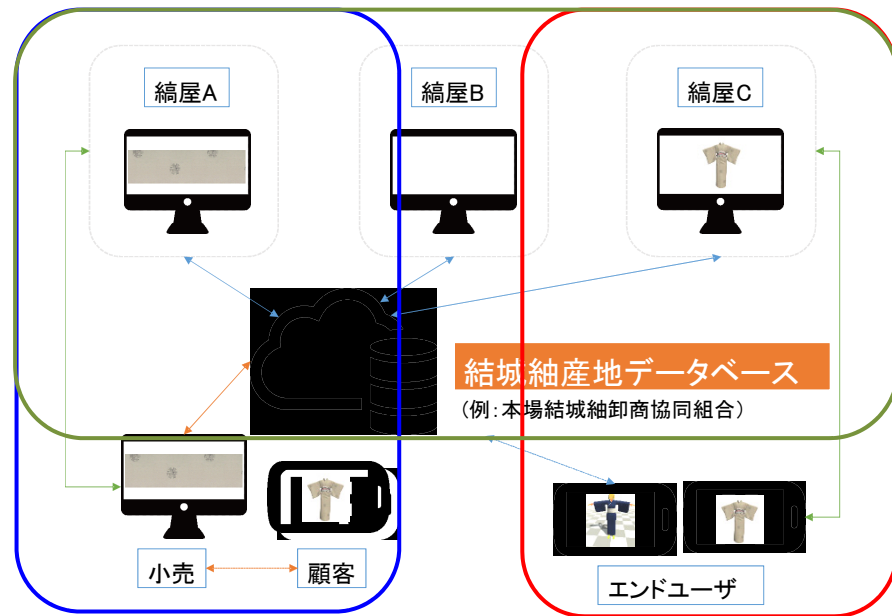 縞屋A
縞屋B
縞屋C
結城紬産地データベース
（例：本場結城紬卸商協同組合）
小売
顧客
エンドユーザ